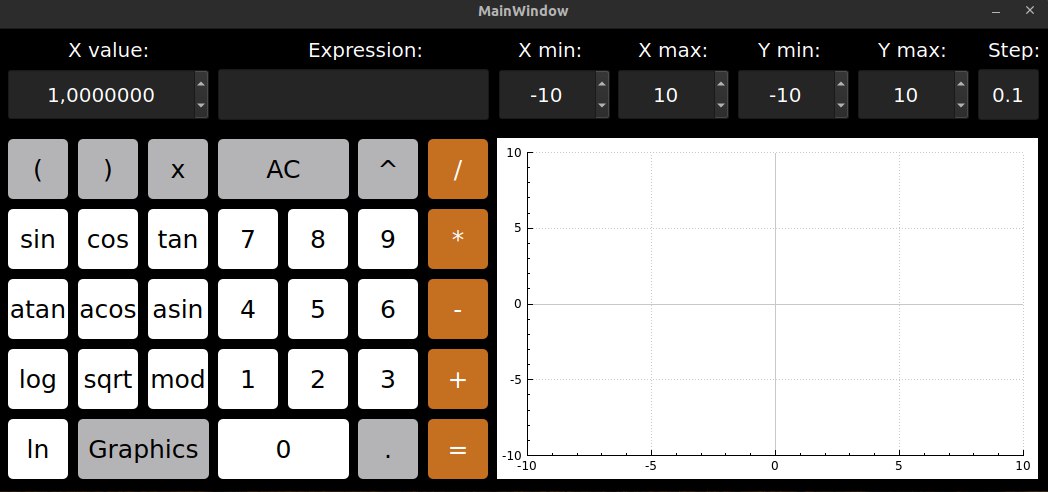 MainWindow
X value: Expression: X min: X max: Y min: Y max: Step:
1,0000000 -10 10 -10 10 0.1
( ) x AC ^ /
sin cos tan 7 8 9 *
atan acos asin 4 5 6 -
log sqrt mod 1 2 3 +
ln Graphics 0 . =
10
5
0
-5
-10
-10 -5 0 5 10